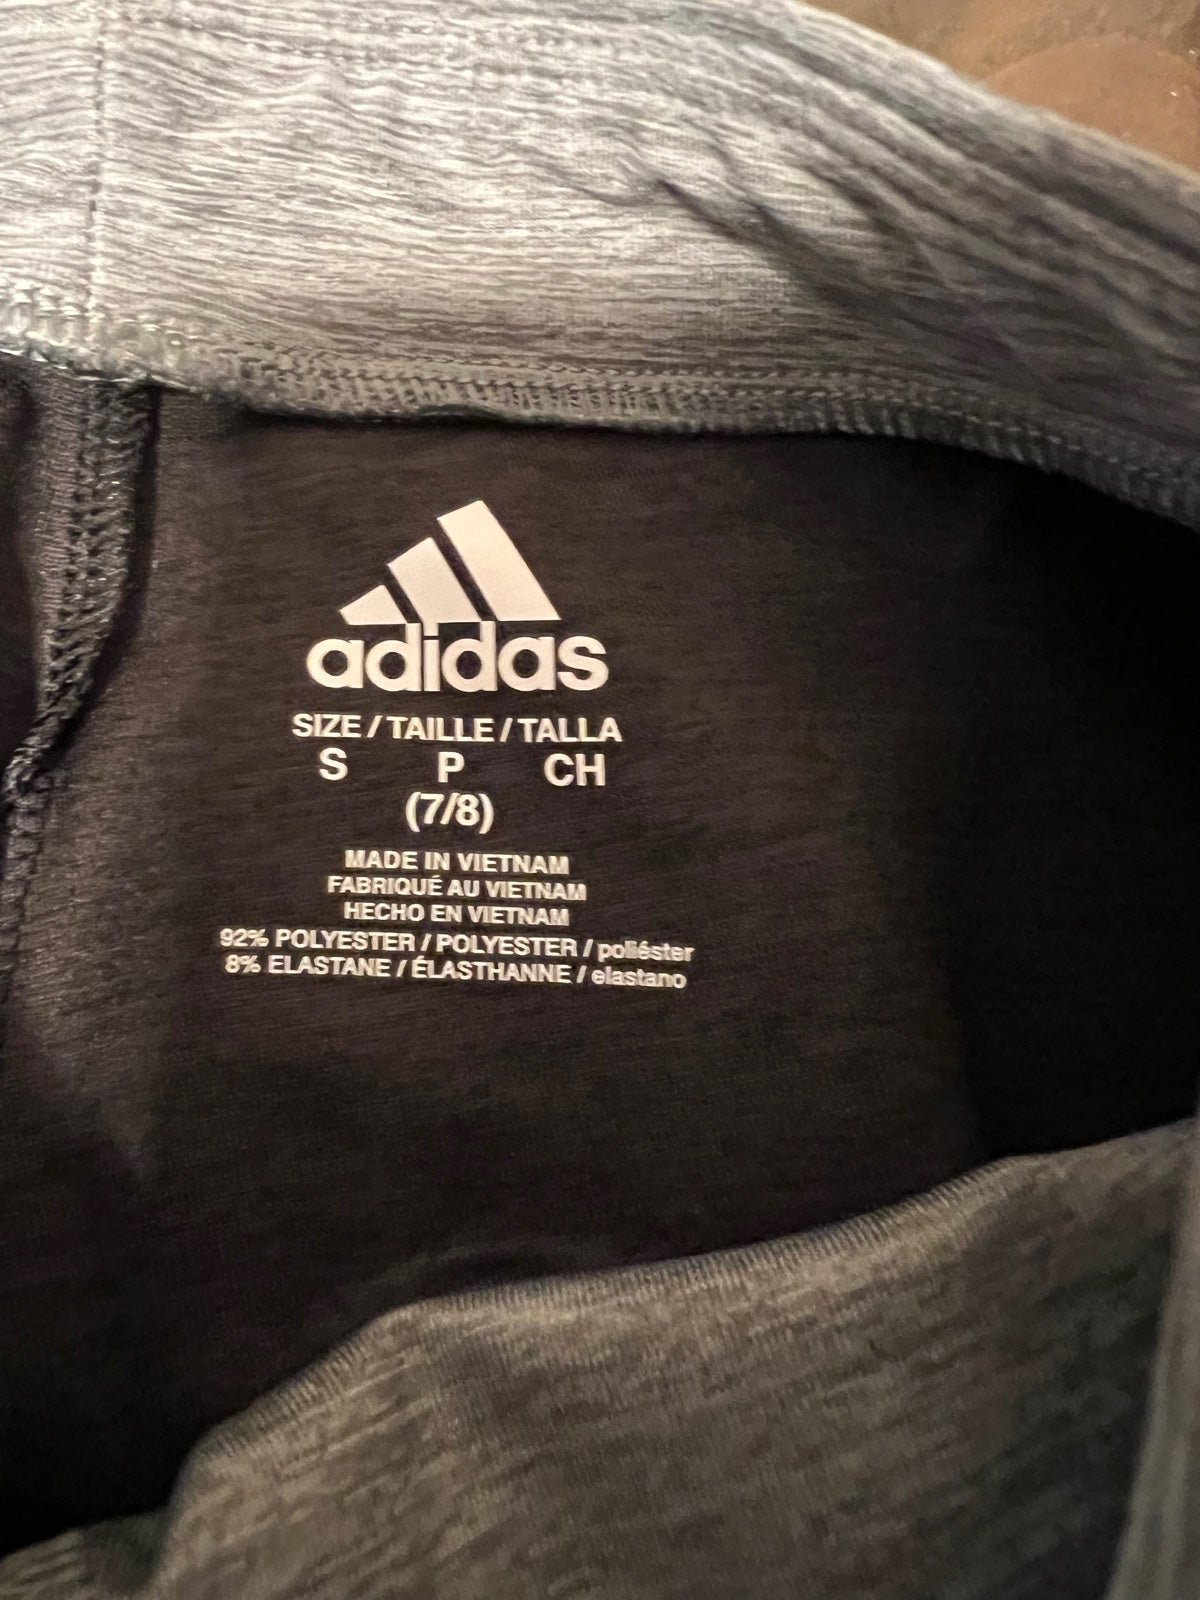 adidas
SIZE / TAILLE / TALLA
S P CH
(7/8)
MADE IN VIETNAM
FABRIQUÉ AU VIETNAM
HECHO EN VIETNAM
92% POLYESTER / POLYESTER / poliéster
8% ELASTANE / ÉLASTHANNE / elastano